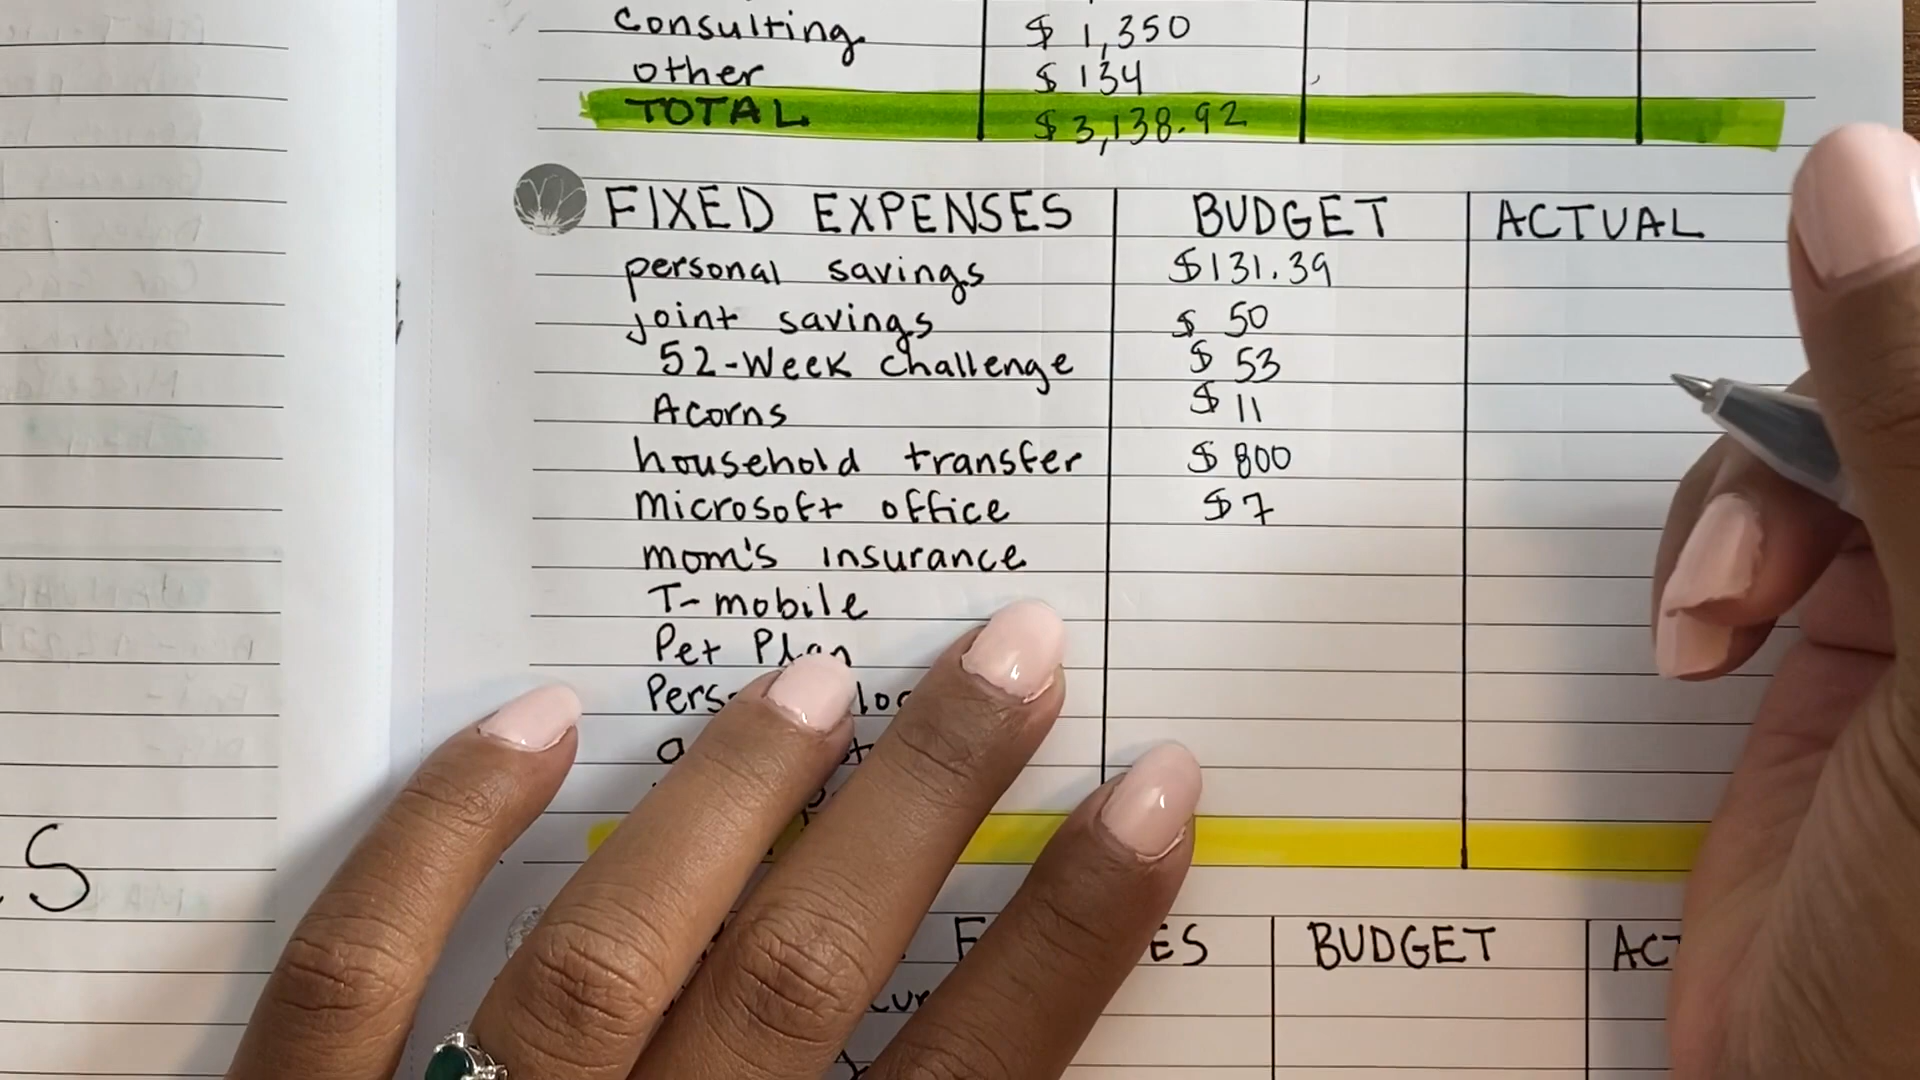 consulting $ 1,350
other $ 134
TOTAL $ 3,138.92
FIXED EXPENSES BUDGET ACTUAL
personal savings $131.39
joint savings $ 50
52-Week challenge $ 53
Acorns $ 11
household transfer $ 800
microsoft office $ 7
mom's insurance
T-mobile
Pet Plan
BUDGET